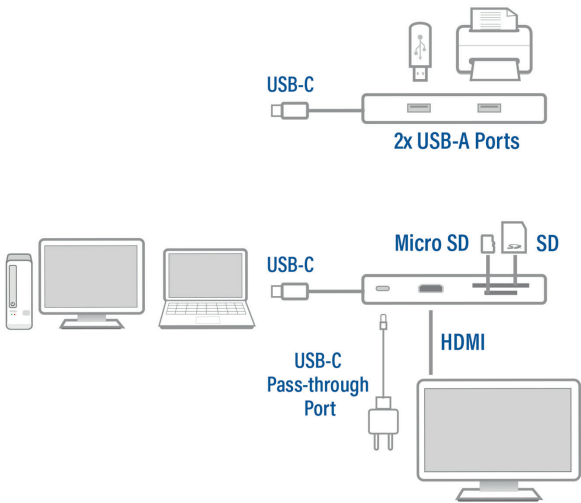 USB-C
2x USB-A Ports
Micro SD
SD
USB-C
HDMI
USB-C
Pass-through
Port